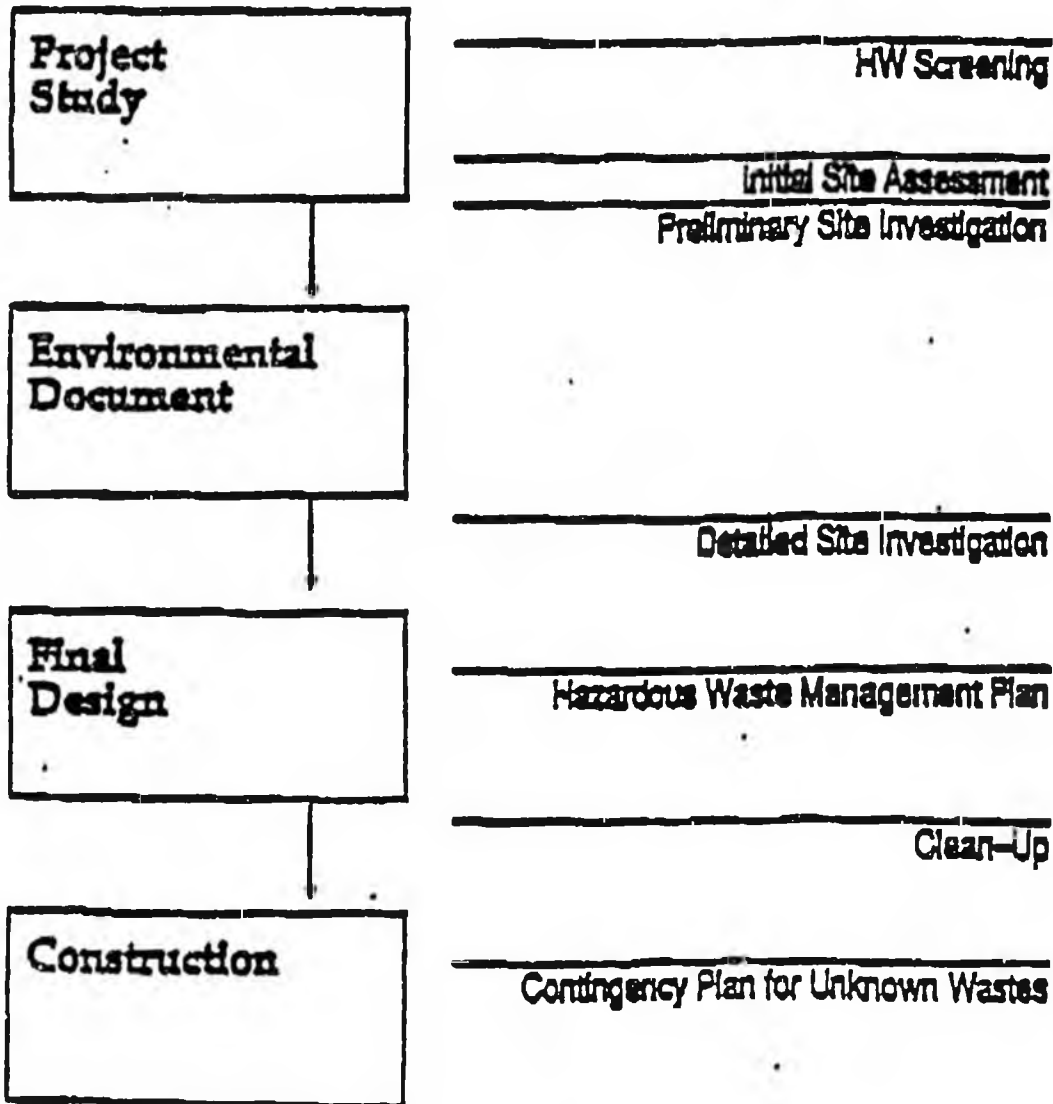 Project
Study
HW Screening
Initial Site Assessment
Preliminary Site Investigation
Environmental
Document
Detailed Site Investigation
Final
Design
Hazardous Waste Management Plan
Clean-Up
Construction
Contingency Plan for Unknown Wastes